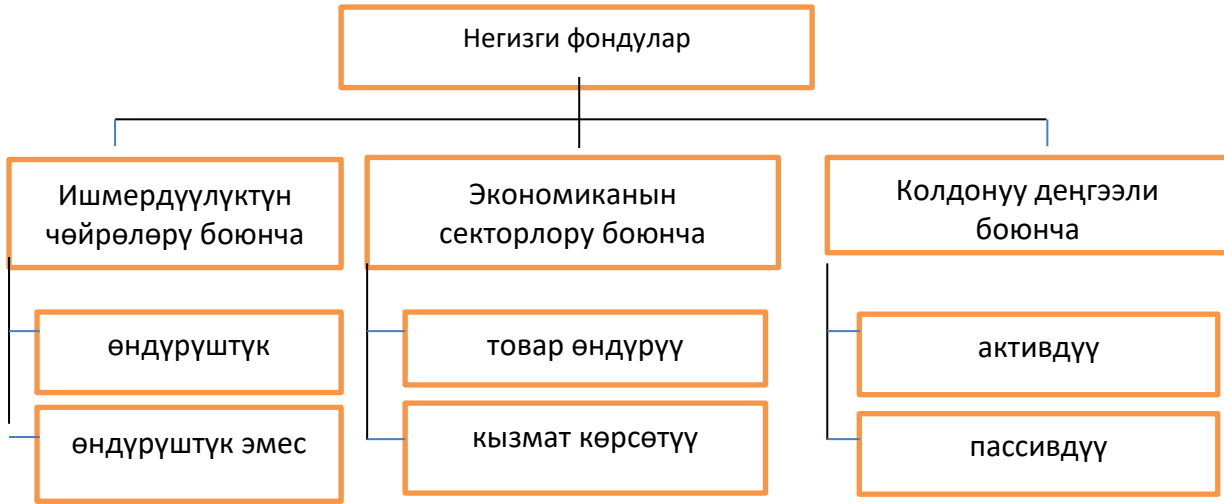 Негизги фондулар
Ишмердүүлүктүн
чөйрөлөрү боюнча
өндүрүштүк
өндүрүштүк эмес
Экономиканын
секторлору боюнча
товар өндүрүү
кызмат көрсөтүү
Колдонуу деңгээли
боюнча
активдүү
пассивдүү